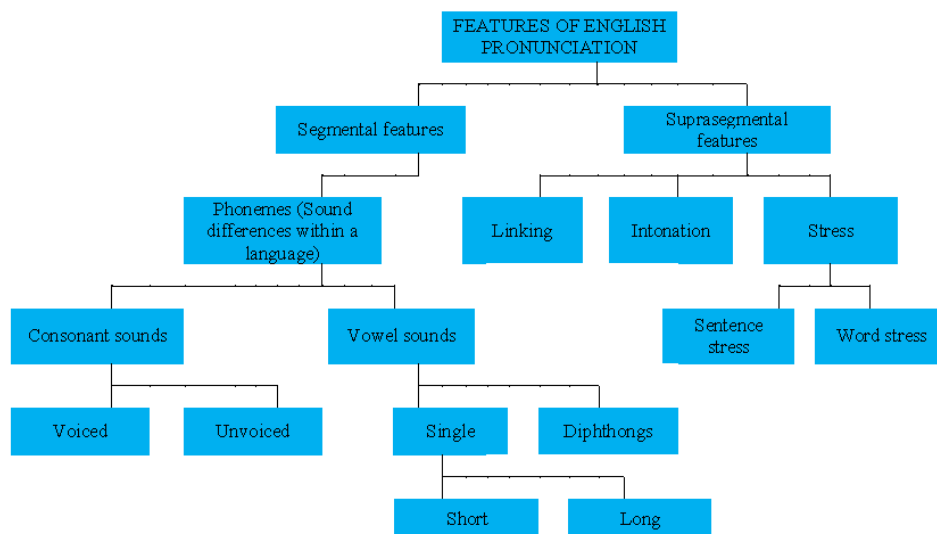 FEATURES OF ENGLISH
PRONUNCIATION
Segmental features
Suprasegmental
features
Phonemes (Sound
differences within a
language)
Linking
Intonation
Stress
Consonant sounds
Vowel sounds
Sentence
stress
Word stress
Voiced
Unvoiced
Single
Diphthongs
Short
Long